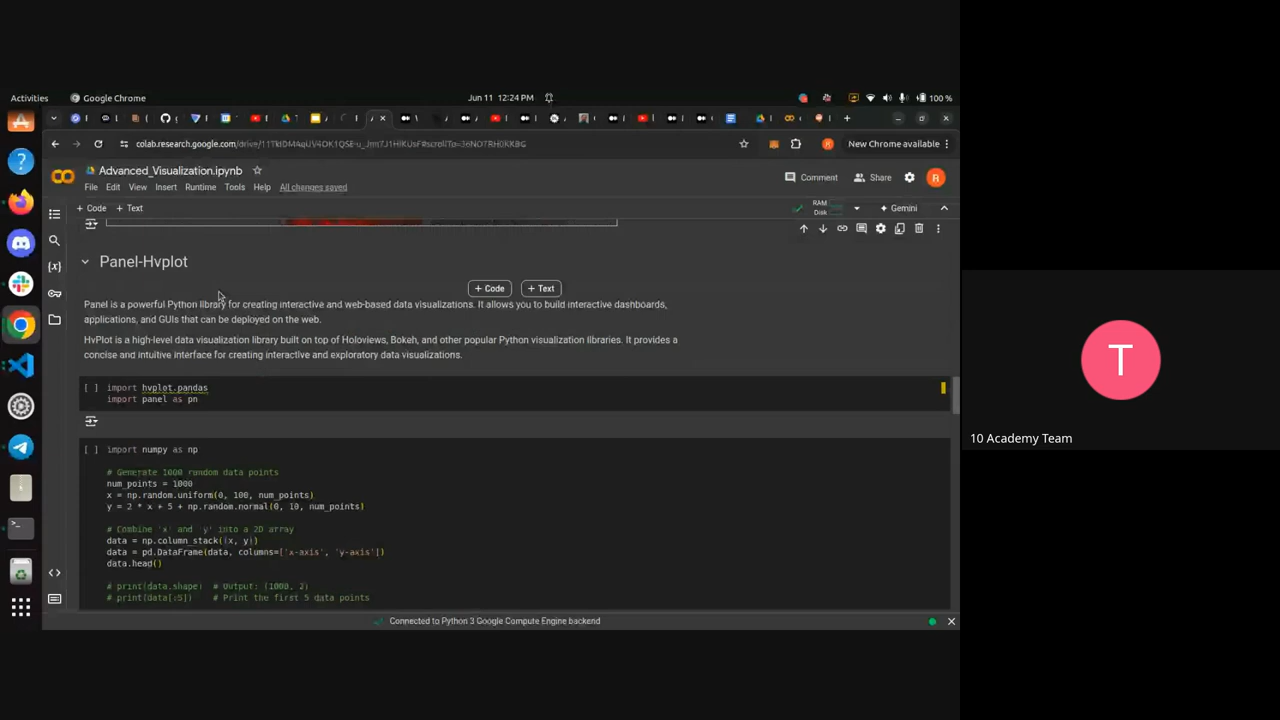 Activities
Google Chrome
Jun 11 12:24 PM
100 %
colab.research.google.com/drive/
New Chrome available
R
Advanced_Visualization.ipynb
File Edit View Insert Runtime Tools Help All changes saved
Comment
Share
R
+ Code + Text
RAM
Disk
Gemini
Panel-Hvplot
+ Code
+ Text
Panel is a powerful Python library for creating interactive and web-based data visualizations. It allows you to build interactive dashboards,
applications, and GUIs that can be deployed on the web.
HvPlot is a high-level data visualization library built on top of Holoviews, Bokeh, and other popular Python visualization libraries. It provides a
concise and intuitive interface for creating interactive and exploratory data visualizations.
[ ] import hvplot.pandas
import panel as pn
[ ] import numpy as np
# Generate 1000 random data points
num_points = 1000
x = np.random.uniform(0, 100, num_points)
y = 2 * x + 5 + np.random.normal(0, 10, num_points)
# Combine 'x' and 'y' into a 2D array
data = np.column_stack((x, y))
data = pd.DataFrame(data, columns=['x-axis', 'y-axis'])
data.head()
# print(data.shape) # Output: (1000, 2)
# print(data[:5]) # Print the first 5 data points
Connected to Python 3 Google Compute Engine backend
T
10 Academy Team